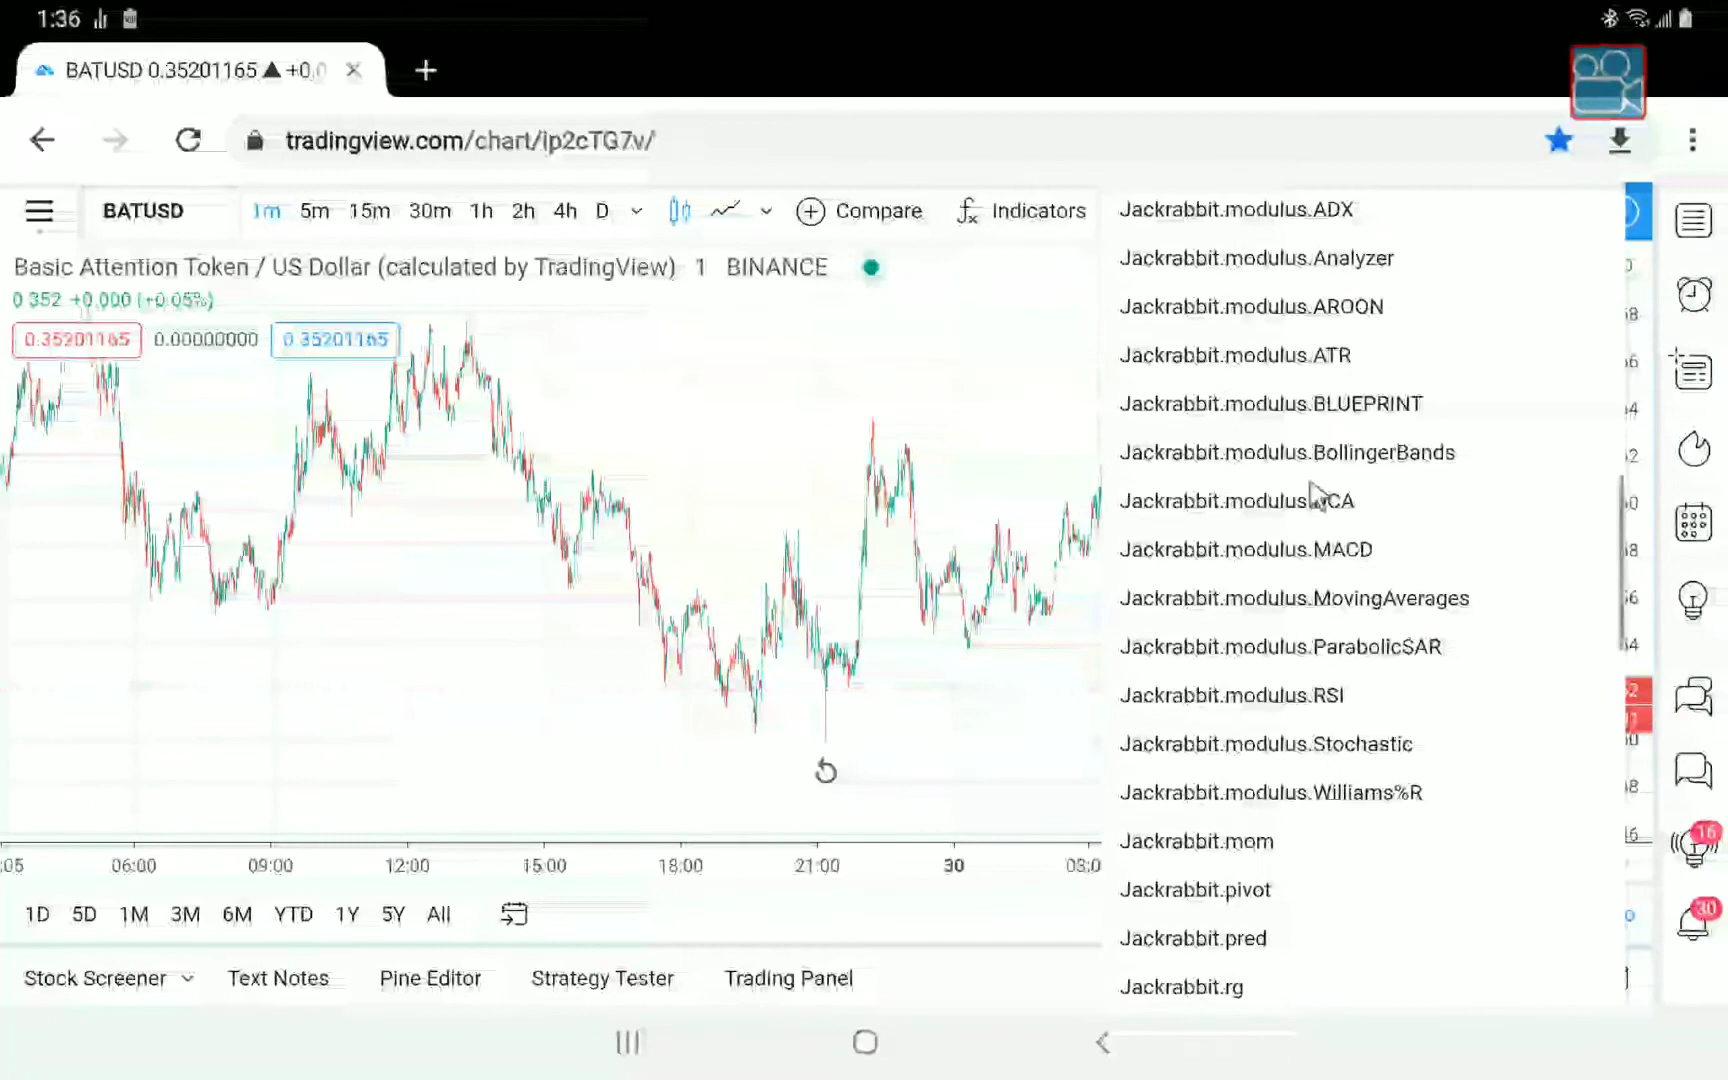 1:36
BATUSD 0.35201165 ▲ +0.0
tradingview.com/chart/ip2cTG7v/
BATUSD 1m 5m 15m 30m 1h 2h 4h D Compare Indicators
Basic Attention Token / US Dollar (calculated by TradingView) 1 BINANCE
0.352 +0.000 (+0.05%)
0.35201165 0.00000000 0.35201165
Jackrabbit.modulus.ADX
Jackrabbit.modulus.Analyzer
Jackrabbit.modulus.AROON
Jackrabbit.modulus.ATR
Jackrabbit.modulus.BLUEPRINT
Jackrabbit.modulus.BollingerBands
Jackrabbit.modulus. CA
Jackrabbit.modulus.MACD
Jackrabbit.modulus.MovingAverages
Jackrabbit.modulus.ParabolicSAR
Jackrabbit.modulus.RSI
Jackrabbit.modulus.Stochastic
Jackrabbit.modulus.Williams%R
Jackrabbit.mom
Jackrabbit.pivot
Jackrabbit.pred
Jackrabbit.rg
16
30
:05 06:00 09:00 12:00 15:00 18:00 21:00 30 03:0
1D 5D 1M 3M 6M YTD 1Y 5Y All
Stock Screener Text Notes Pine Editor Strategy Tester Trading Panel